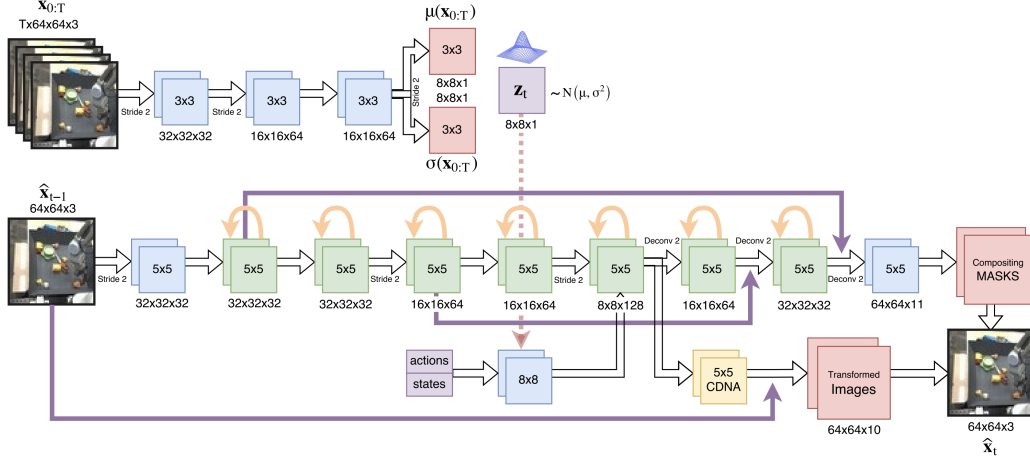 x0:T
Tx64x64x3
Stride 2
3x3
32x32x32
Stride 2
3x3
16x16x64
3x3
16x16x64
Stride 2
μ(x0:T)
3x3
8x8x1
8x8x1
3x3
σ(x0:T)
zt
~N(μ, σ²)
8x8x1
x̂t−1
64x64x3
Stride 2
5x5
32x32x32
5x5
32x32x32
5x5
32x32x32
Stride 2
5x5
16x16x64
5x5
16x16x64
Stride 2
5x5
8x8x128
Deconv 2
5x5
16x16x64
Deconv 2
5x5
32x32x32
Deconv 2
5x5
64x64x11
Compositing
MASKS
actions
states
8x8
5x5
CDNA
Transformed
Images
64x64x10
64x64x3
x̂t